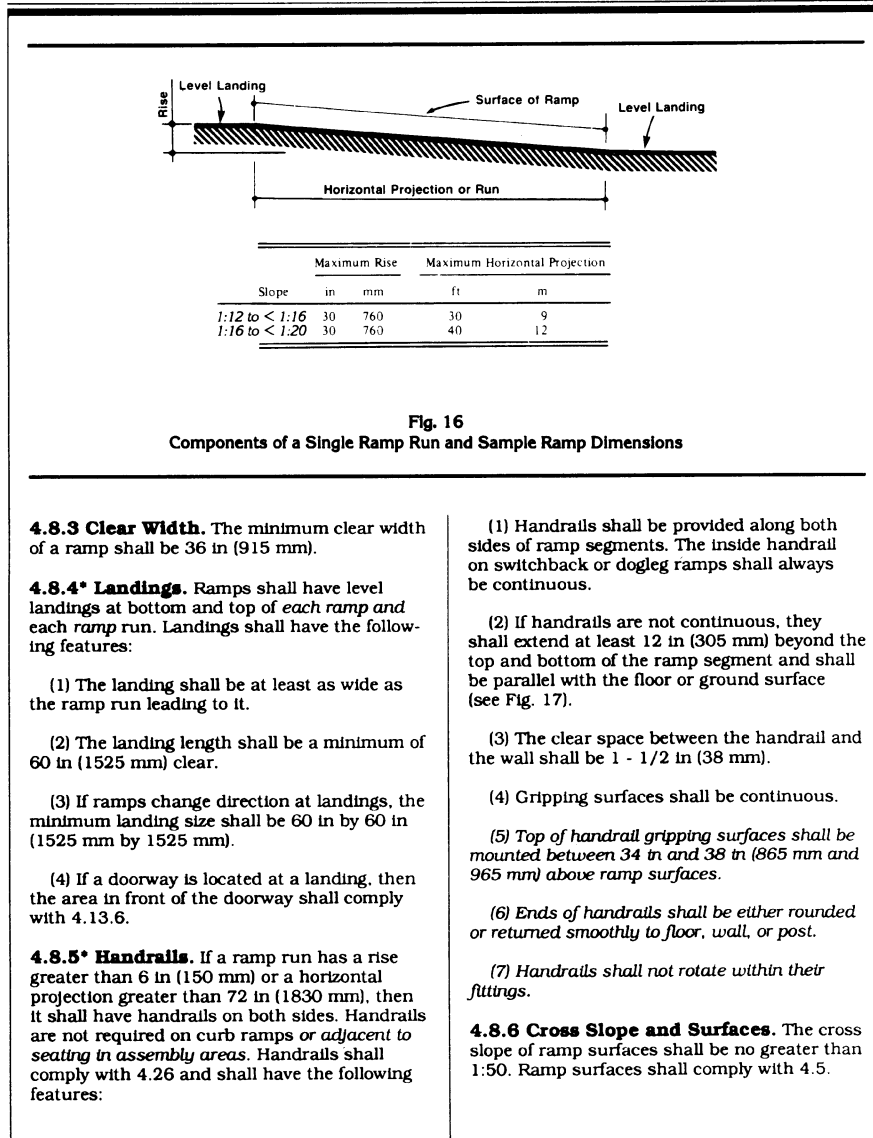 Level Landing
Rise
Surface of Ramp
Level Landing
Horizontal Projection or Run
Maximum Rise Maximum Horizontal Projection
Slope in mm ft m
1:12 to < 1:16 30 760 30 9
1:16 to < 1:20 30 760 40 12
Fig. 16
Components of a Single Ramp Run and Sample Ramp Dimensions
4.8.3 Clear Width. The minimum clear width
of a ramp shall be 36 in (915 mm).
4.8.4* Landings. Ramps shall have level
landings at bottom and top of each ramp and
each ramp run. Landings shall have the follow-
ing features:
(1) The landing shall be at least as wide as
the ramp run leading to it.
(2) The landing length shall be a minimum of
60 in (1525 mm) clear.
(3) If ramps change direction at landings, the
minimum landing size shall be 60 in by 60 in
(1525 mm by 1525 mm).
(4) If a doorway is located at a landing, then
the area in front of the doorway shall comply
with 4.13.6.
4.8.5* Handrails. If a ramp run has a rise
greater than 6 in (150 mm) or a horizontal
projection greater than 72 in (1830 mm), then
it shall have handrails on both sides. Handrails
are not required on curb ramps or adjacent to
seating in assembly areas. Handrails shall
comply with 4.26 and shall have the following
features:
(1) Handrails shall be provided along both
sides of ramp segments. The inside handrail
on switchback or dogleg ramps shall always
be continuous.
(2) If handrails are not continuous, they
shall extend at least 12 in (305 mm) beyond the
top and bottom of the ramp segment and shall
be parallel with the floor or ground surface
(see Fig. 17).
(3) The clear space between the handrail and
the wall shall be 1 - 1/2 in (38 mm).
(4) Gripping surfaces shall be continuous.
(5) Top of handrail gripping surfaces shall be
mounted between 34 in and 38 in (865 mm and
965 mm) above ramp surfaces.
(6) Ends of handrails shall be either rounded
or returned smoothly to floor, wall, or post.
(7) Handrails shall not rotate within their
fittings.
4.8.6 Cross Slope and Surfaces. The cross
slope of ramp surfaces shall be no greater than
1:50. Ramp surfaces shall comply with 4.5.